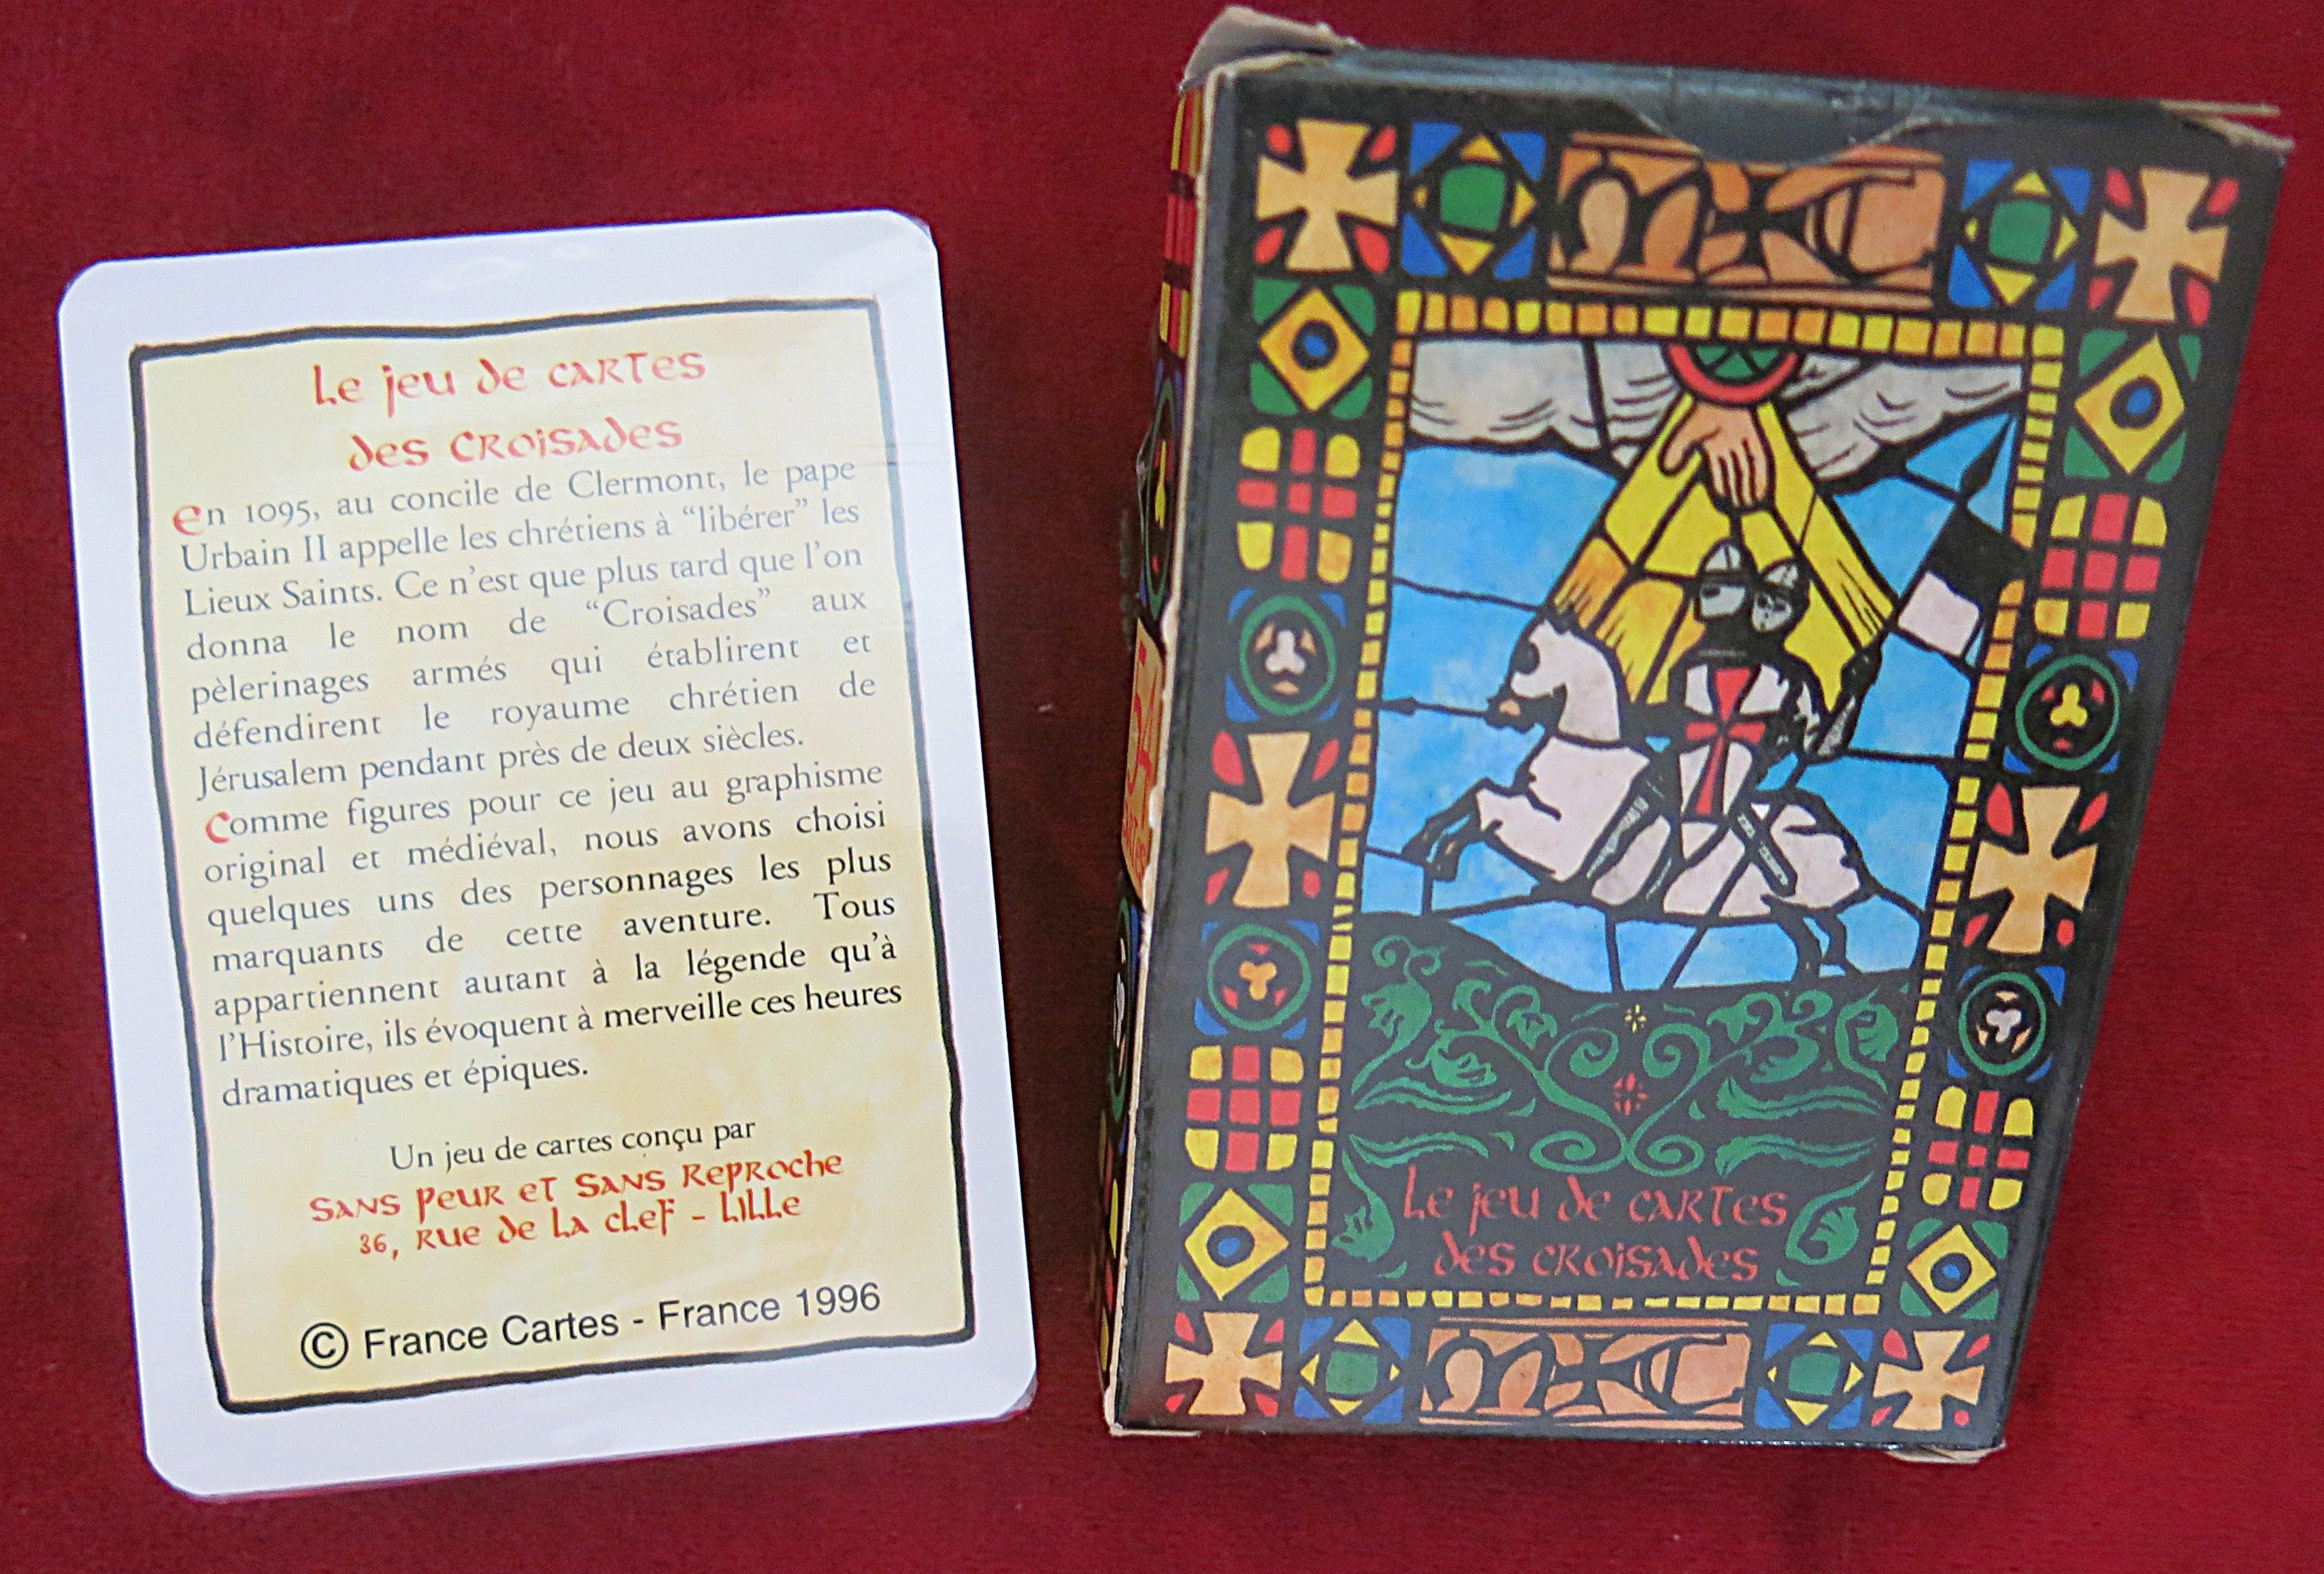 Le jeu de cartes
des croisades
En 1095, au concile de Clermont, le pape
Urbain II appelle les chrétiens à “libérer” les
Lieux Saints. Ce n’est que plus tard que l’on
donna le nom de “Croisades” aux
pèlerinages armés qui établirent et
défendirent le royaume chrétien de
Jérusalem pendant près de deux siècles.
Comme figures pour ce jeu au graphisme
original et médiéval, nous avons choisi
quelques uns des personnages les plus
marquants de cette aventure. Tous
appartiennent autant à la légende qu’à
l’Histoire, ils évoquent à merveille ces heures
dramatiques et épiques.
Un jeu de cartes conçu par
Sans Peur et Sans Reproche
36, Rue de la Clef - Lille
© France Cartes - France 1996
Le jeu de cartes
des croisades
54